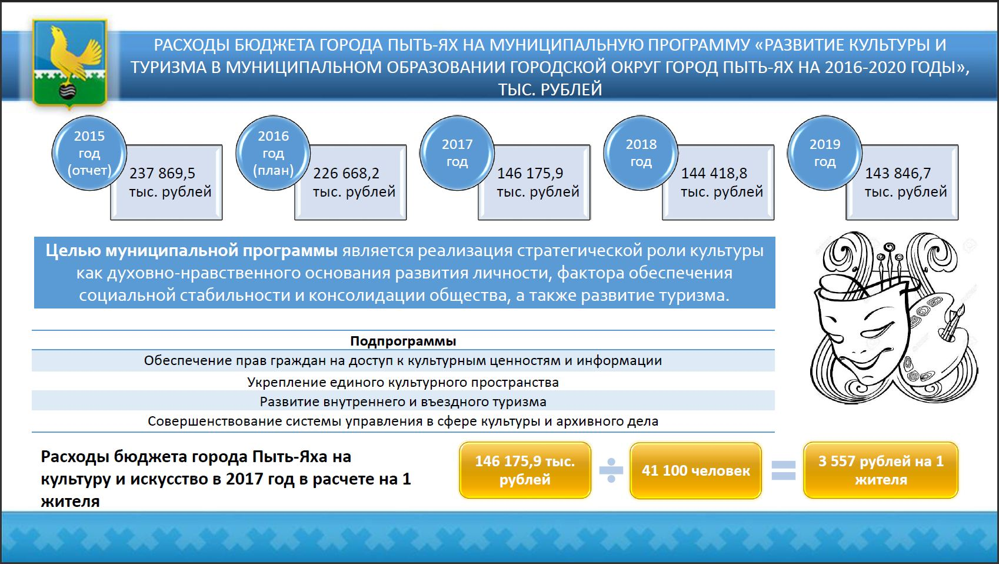 РАСХОДЫ БЮДЖЕТА ГОРОДА ПЫТЬ-ЯХ НА МУНИЦИПАЛЬНУЮ ПРОГРАММУ «РАЗВИТИЕ КУЛЬТУРЫ И
ТУРИЗМА В МУНИЦИПАЛЬНОМ ОБРАЗОВАНИИ ГОРОДСКОЙ ОКРУГ ГОРОД ПЫТЬ-ЯХ НА 2016-2020 ГОДЫ»,
ТЫС. РУБЛЕЙ
2015
год
(отчет)
237 869,5
тыс. рублей
2016
год
(план)
226 668,2
тыс. рублей
2017
год
146 175,9
тыс. рублей
2018
год
144 418,8
тыс. рублей
2019
год
143 846,7
тыс. рублей
Целью муниципальной программы является реализация стратегической роли культуры
как духовно-нравственного основания развития личности, фактора обеспечения
социальной стабильности и консолидации общества, а также развитие туризма.
Подпрограммы
Обеспечение прав граждан на доступ к культурным ценностям и информации
Укрепление единого культурного пространства
Развитие внутреннего и въездного туризма
Совершенствование системы управления в сфере культуры и архивного дела
Расходы бюджета города Пыть-Яха на
культуру и искусство в 2017 год в расчете на 1
жителя
146 175,9 тыс.
рублей
÷
41 100 человек
=
3 557 рублей на 1
жителя